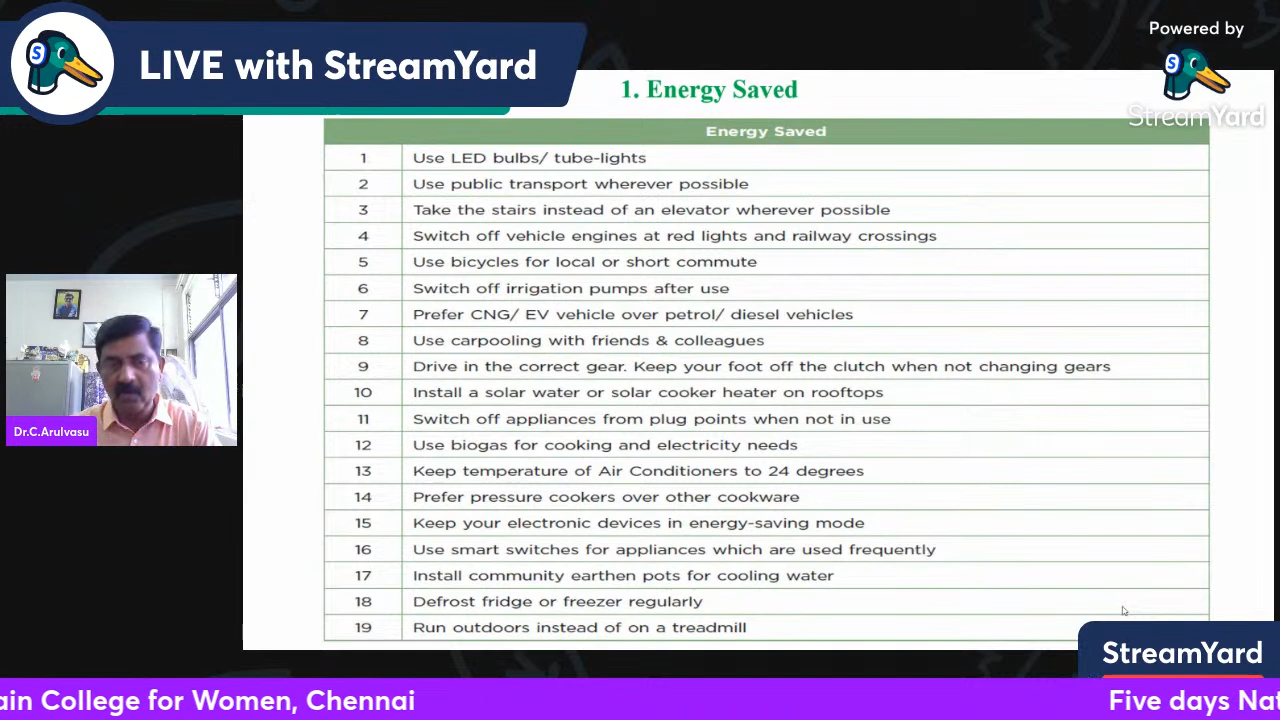 LIVE with StreamYard
Powered by
StreamYard
1. Energy Saved
Energy Saved
1 Use LED bulbs/ tube-lights
2 Use public transport wherever possible
3 Take the stairs instead of an elevator wherever possible
4 Switch off vehicle engines at red lights and railway crossings
5 Use bicycles for local or short commute
6 Switch off irrigation pumps after use
7 Prefer CNG/ EV vehicle over petrol/ diesel vehicles
8 Use carpooling with friends & colleagues
9 Drive in the correct gear. Keep your foot off the clutch when not changing gears
10 Install a solar water or solar cooker heater on rooftops
11 Switch off appliances from plug points when not in use
12 Use biogas for cooking and electricity needs
13 Keep temperature of Air Conditioners to 24 degrees
14 Prefer pressure cookers over other cookware
15 Keep your electronic devices in energy-saving mode
16 Use smart switches for appliances which are used frequently
17 Install community earthen pots for cooling water
18 Defrost fridge or freezer regularly
19 Run outdoors instead of on a treadmill
Dr.C.Arulvasu
StreamYard
ain College for Women, Chennai
Five days Nat